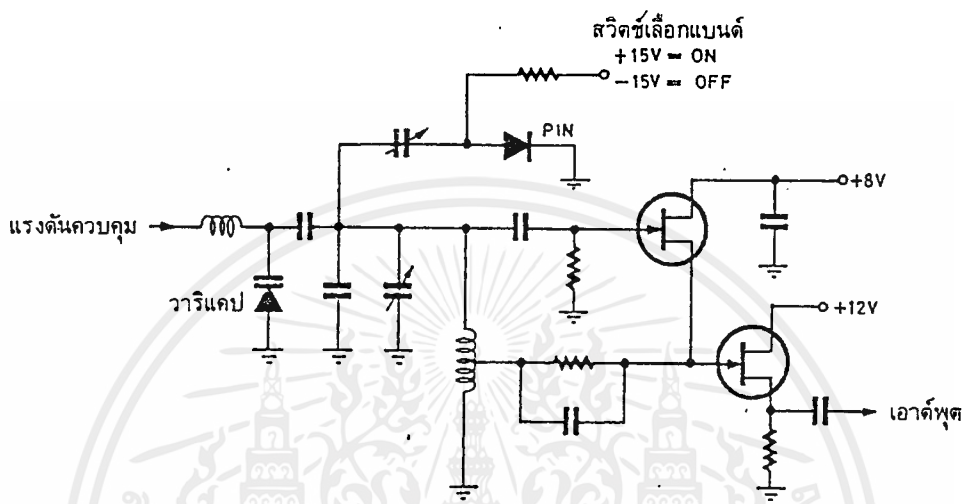 สวิตช์เลือกแบนด์
+15V = ON
-15V = OFF
PIN
+8V
แรงดันควบคุม
วาริแคป
+12V
เอาต์พุต